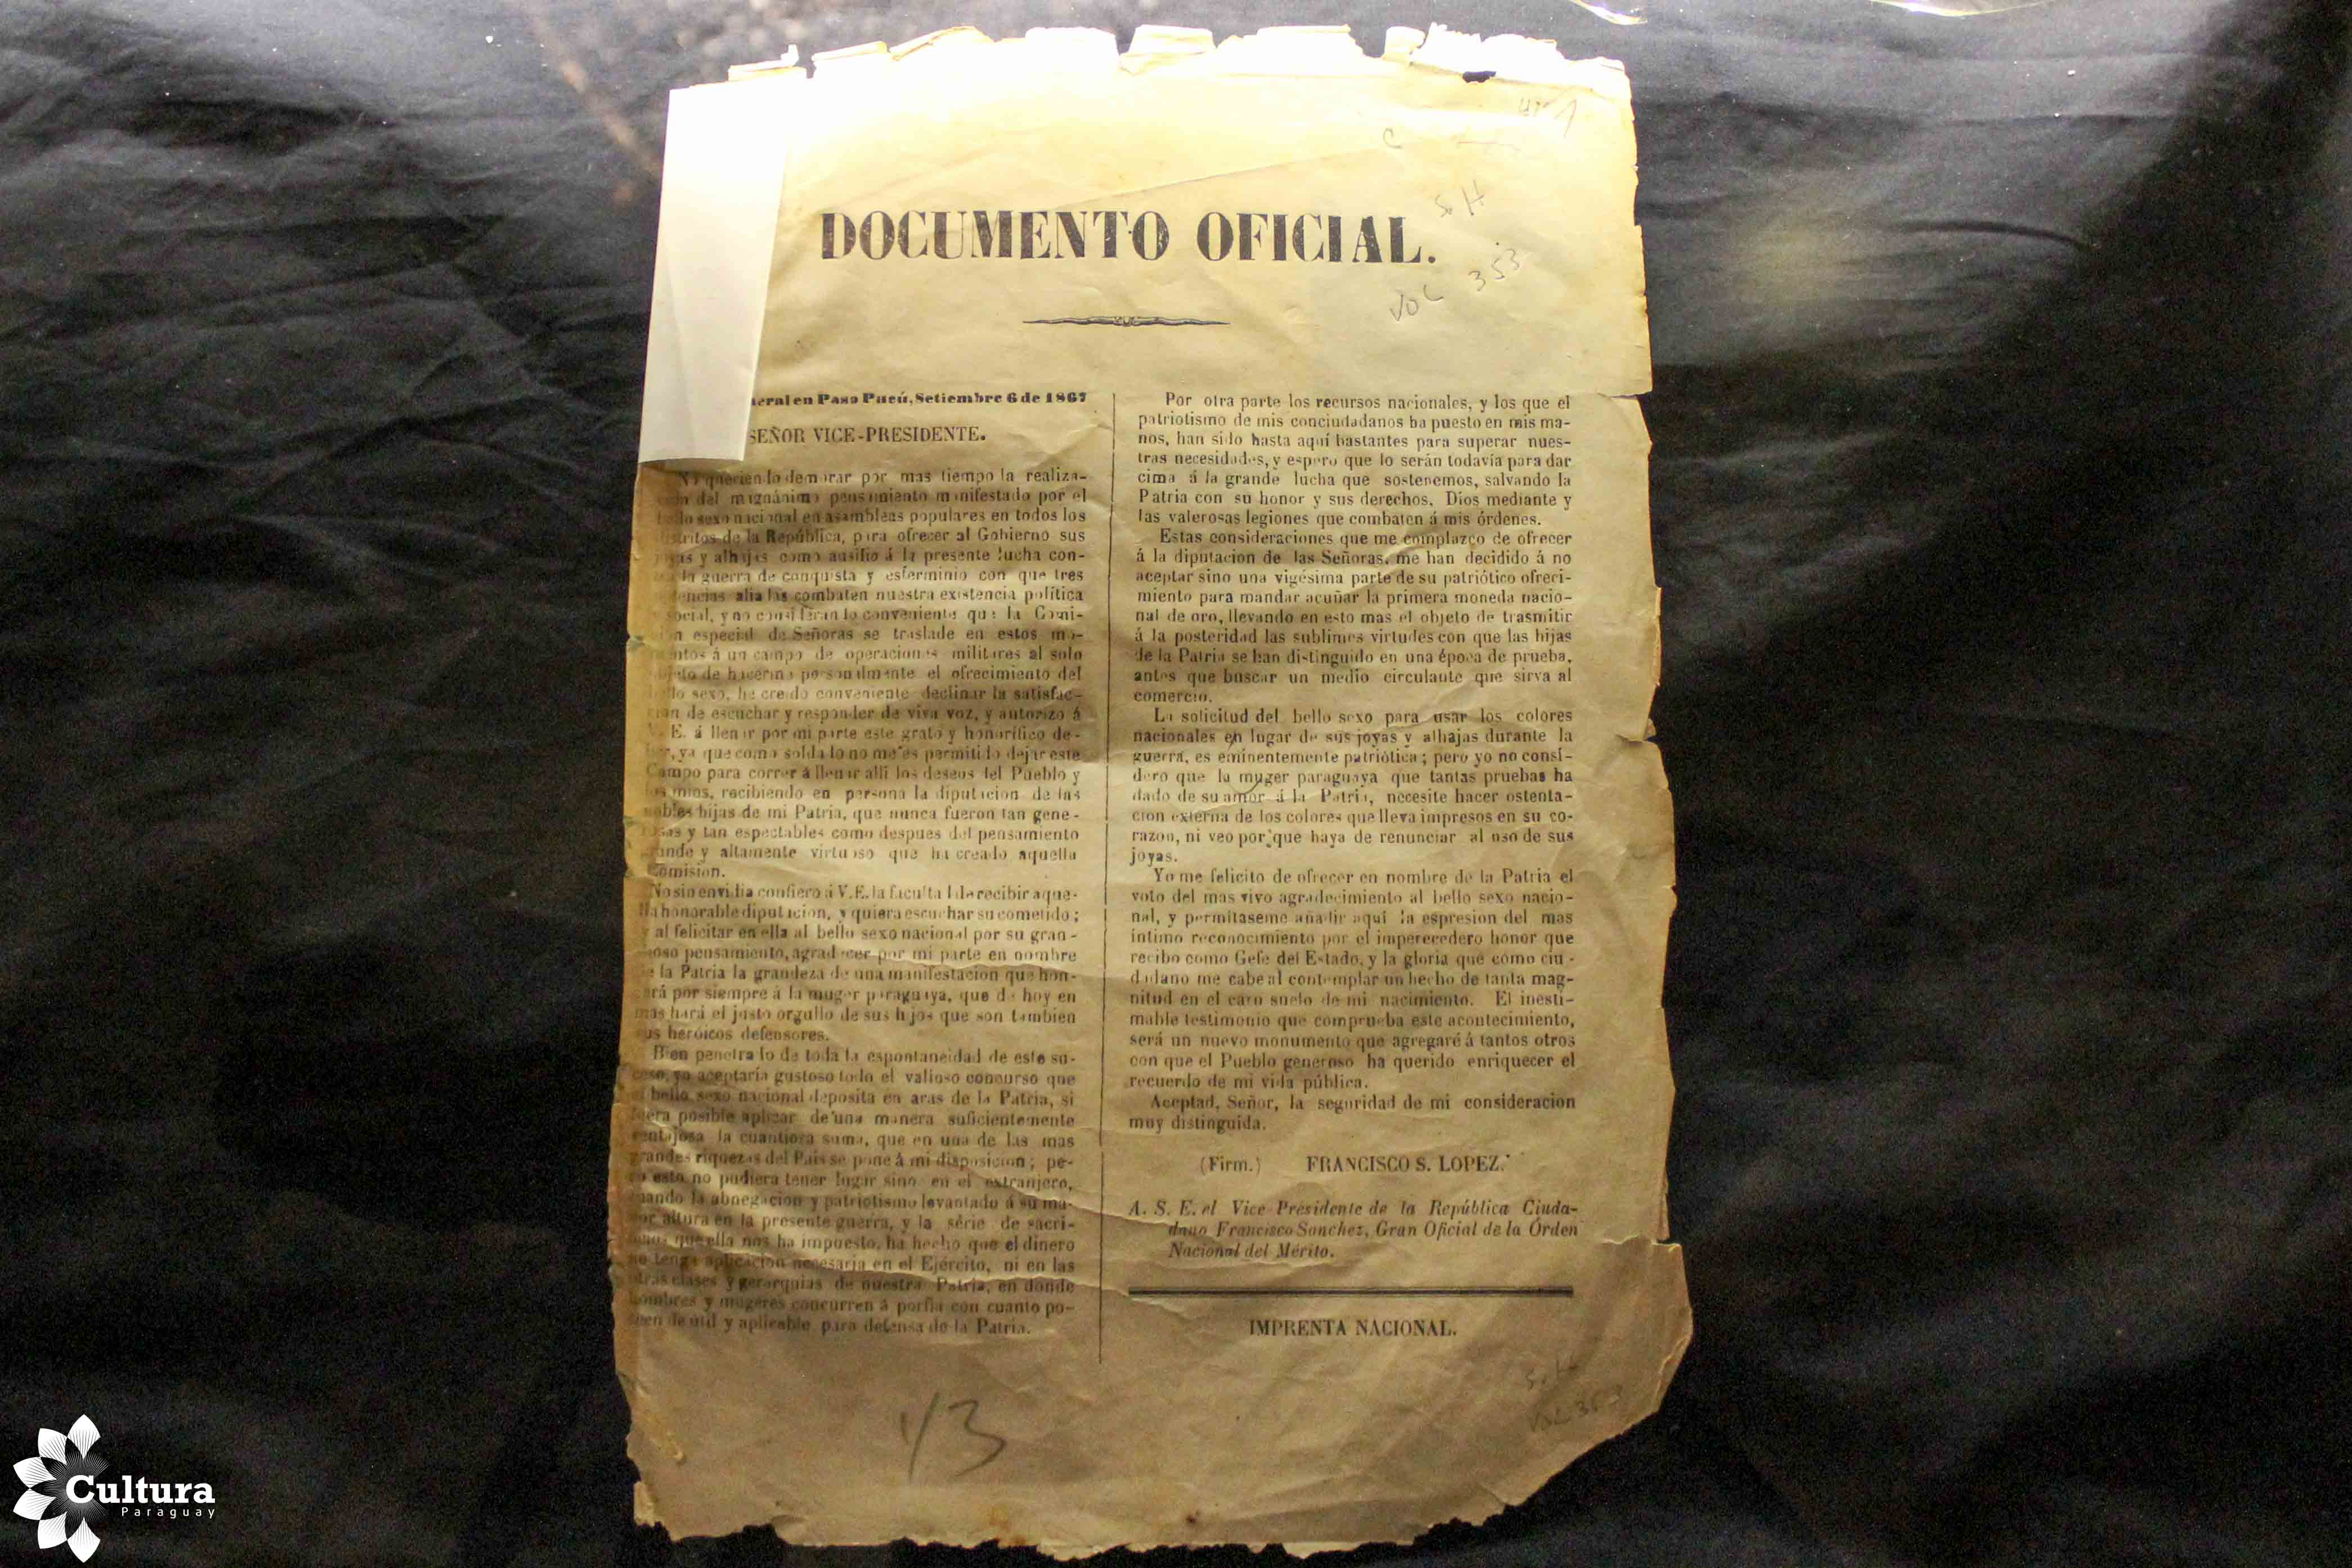 DOCUMENTO OFICIAL.
S. H
VOL 353
neral en Paso Pucú, Setiembre 6 de 1867
SEÑOR VICE-PRESIDENTE.
No queriendo demorar por mas tiempo la realiza-
del magnánimo pensamiento manifestado por el
sexo nacional en asambleas populares en todos los
stritos de la República, para ofrecer al Gobierno sus
y alhajas como ausilio á la presente lucha con-
la guerra de conquista y esterminio con que tres
encias aliadas combaten nuestra existencia política
social, y no considerando conveniente que la Comi-
especial de Señoras se traslade en estos mo-
entos á un campo de operaciones militares al solo
de hacerme personalmente el ofrecimiento del
llo sexo, he creido conveniente declinar la satisfac-
ion de escuchar y responder de viva voz, y autorizo á
E. á llenar por mi parte este grato y honorífico de-
r, ya que como soldado no me es permitido dejar este
Campo para correr á llenar allí los deseos del Pueblo y
los mios, recibiendo en persona la diputacion de las
nobles hijas de mi Patria, que nunca fueron tan gene-
sas y tan espectables como despues del pensamiento
rande y altamente virtuoso que ha creado aquella
Comision.
No sin envidia confiero á V.E. la facultad de recibir aque-
lla honorable diputacion, y quiera escuchar su cometido;
y al felicitar en ella al bello sexo nacional por su gran-
ioso pensamiento, agradecer por mi parte en nombre
e la Patria la grandeza de una manifestacion que hon-
rá por siempre á la muger paraguaya, que de hoy en
mas hará el justo orgullo de sus hijos que son tambien
sus heróicos defensores.
Bien penetrado de toda la espontaneidad de este su-
ceso, yo aceptaría gustoso todo el valioso concurso que
el bello sexo nacional deposita en aras de la Patria, si
fuera posible aplicar de una manera suficientemente
ventajosa la cuantiosa suma, que en una de las mas
grandes riquezas del País se pone á mi disposicion; pe-
ro esto no pudiera tener lugar sino en el extranjero,
cuando la abnegacion y patriotismo levantado á su ma-
yor altura en la presente guerra, y la série de sacri-
ficios que ella nos ha impuesto, ha hecho que el dinero
no tenga aplicacion necesaria en el Ejército, ni en las
otras clases y gerarquías de nuestra Patria, en donde
hombres y mugeres concurren á porfía con cuanto po-
seen de útil y aplicable para defensa de la Patria.
Por otra parte los recursos nacionales, y los que el
patriotismo de mis conciudadanos ha puesto en mis ma-
nos, han sido hasta aquí bastantes para superar nues-
tras necesidades, y espero que lo serán todavía para dar
cima á la grande lucha que sostenemos, salvando la
Patria con su honor y sus derechos, Dios mediante y
las valerosas legiones que combaten á mis órdenes.
Estas consideraciones que me complazco de ofrecer
á la diputacion de las Señoras, me han decidido á no
aceptar sino una vigésima parte de su patriótico ofreci-
miento para mandar acuñar la primera moneda nacio-
nal de oro, llevando en esto mas el objeto de trasmitir
á la posteridad las sublimes virtudes con que las hijas
de la Patria se han distinguido en una época de prueba,
antes que buscar un medio circulante que sirva al
comercio.
La solicitud del bello sexo para usar los colores
nacionales en lugar de sus joyas y alhajas durante la
guerra, es eminentemente patriótica; pero yo no consi-
dero que la muger paraguaya que tantas pruebas ha
dado de su amor á la Patria, necesite hacer ostenta-
cion externa de los colores que lleva impresos en su co-
razon, ni veo por que haya de renunciar al uso de sus
joyas.
Yo me felicito de ofrecer en nombre de la Patria el
voto del mas vivo agradecimiento al bello sexo nacio-
nal, y permítaseme añadir aquí la espresion del mas
íntimo reconocimiento por el imperecedero honor que
recibo como Gefe del Estado, y la gloria que como ciu-
dadano me cabe al contemplar un hecho de tanta mag-
nitud en el caro suelo de mi nacimiento. El inesti-
mable testimonio que comprueba este acontecimiento,
será un nuevo monumento que agregaré á tantos otros
con que el Pueblo generoso ha querido enriquecer el
recuerdo de mi vida pública.
Aceptad, Señor, la seguridad de mi consideracion
muy distinguida.
(Firm.) FRANCISCO S. LOPEZ.
A. S. E. el Vice Presidente de la República Ciuda-
dano Francisco Sanchez, Gran Oficial de la Órden
Nacional del Mérito.
IMPRENTA NACIONAL.
S. H
VOL 353
43
Cultura
Paraguay